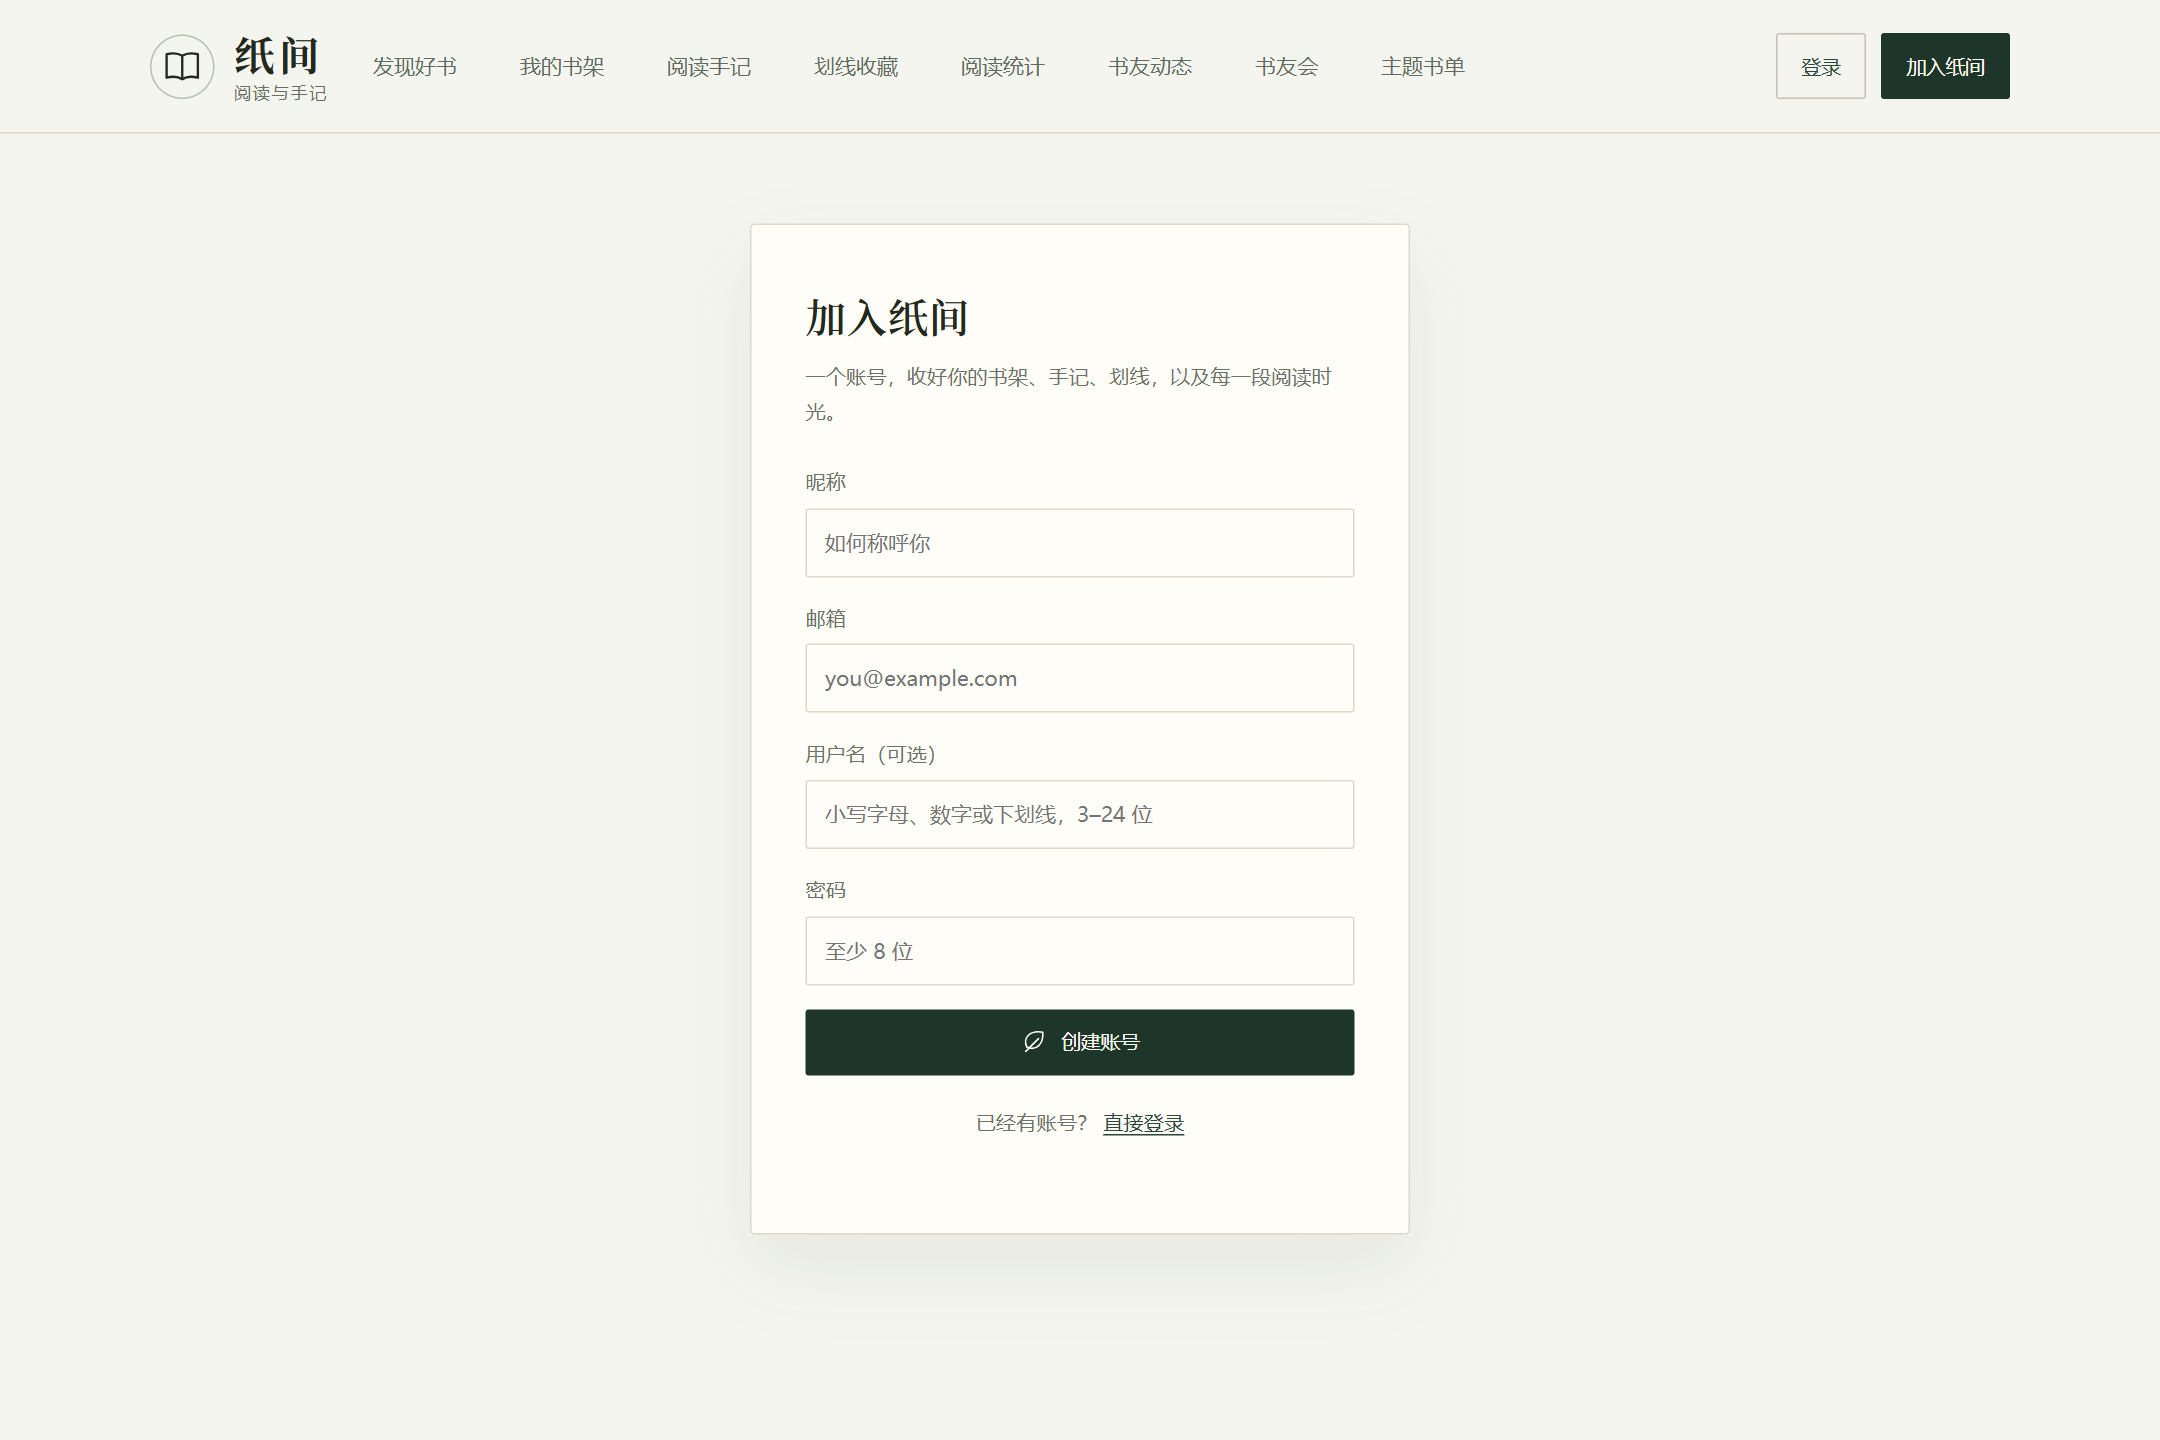 纸间
阅读与手记
发现好书
我的书架
阅读手记
划线收藏
阅读统计
书友动态
书友会
主题书单
登录
加入纸间
加入纸间
一个账号，收好你的书架、手记、划线，以及每一段阅读时
光。
昵称
如何称呼你
邮箱
you@example.com
用户名（可选）
小写字母、数字或下划线，3–24 位
密码
至少 8 位
创建账号
已经有账号？ 直接登录